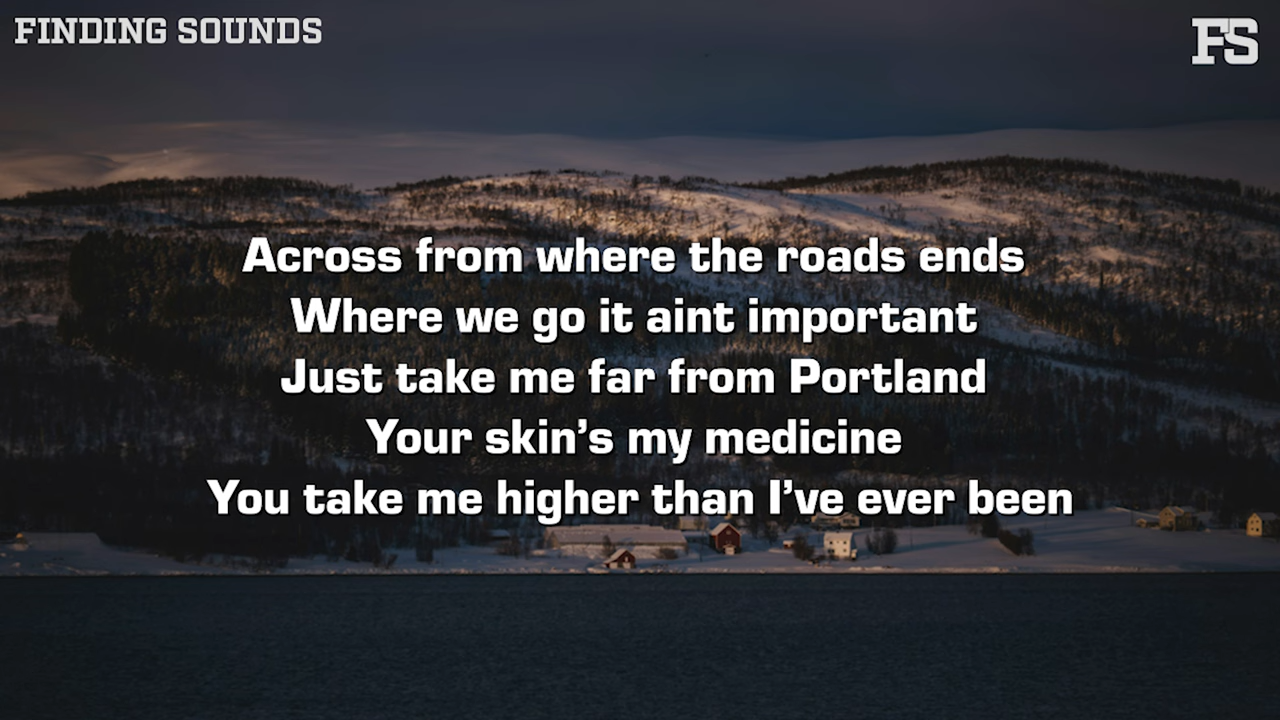 FINDING SOUNDS
FS
Across from where the roads ends
Where we go it aint important
Just take me far from Portland
Your skin’s my medicine
You take me higher than I’ve ever been